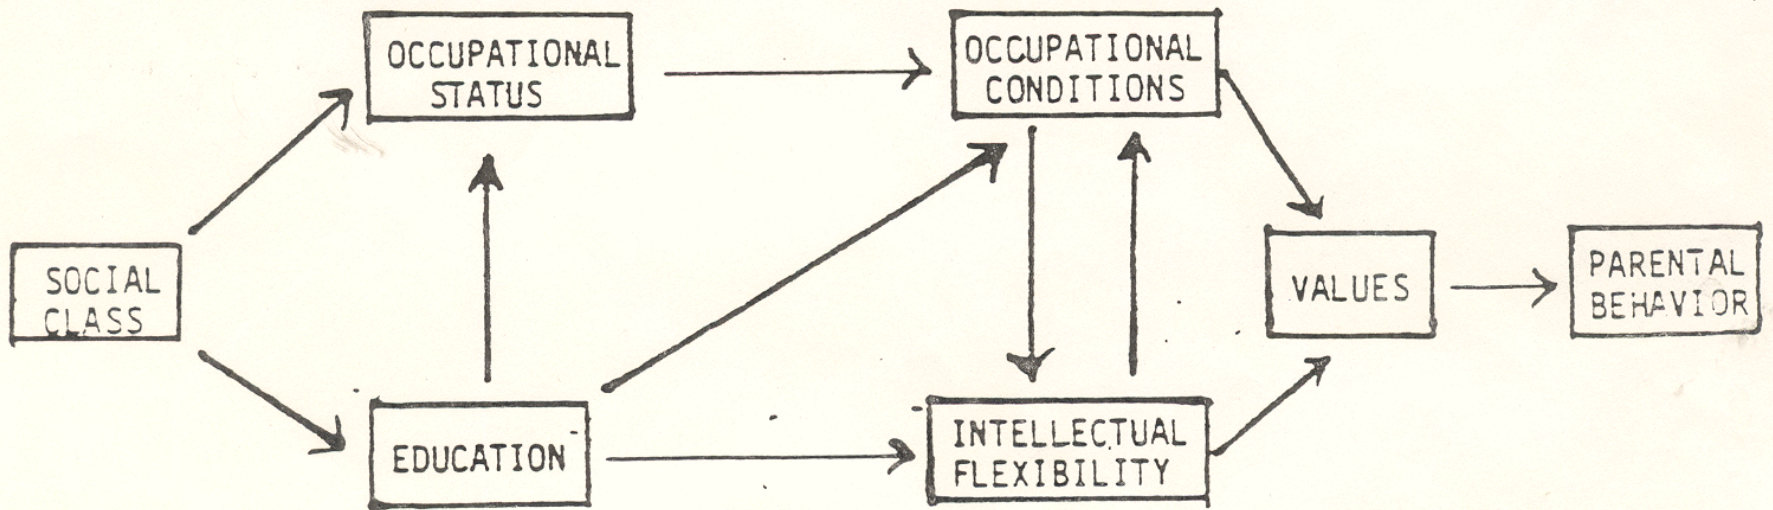 OCCUPATIONAL
STATUS
OCCUPATIONAL
CONDITIONS
SOCIAL
CLASS
VALUES
PARENTAL
BEHAVIOR
EDUCATION
INTELLECTUAL
FLEXIBILITY